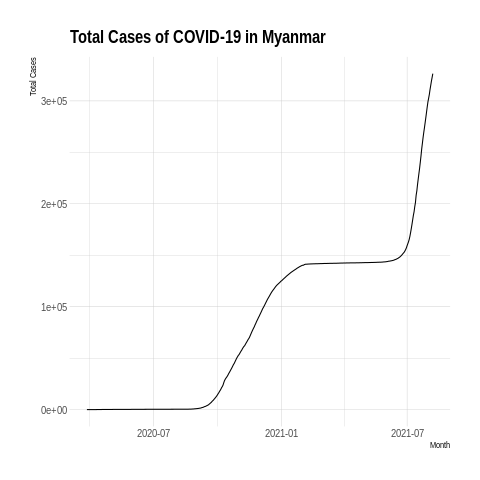 Total Cases of COVID-19 in Myanmar
Total Cases
3e+05
2e+05
1e+05
0e+00
2020-07 2021-01 2021-07
Month